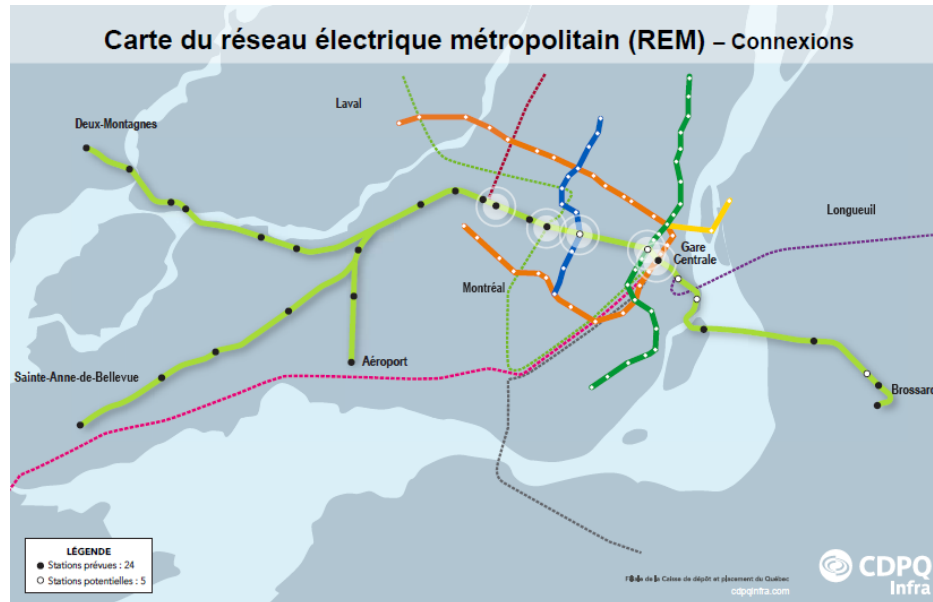 Carte du réseau électrique métropolitain (REM) – Connexions
Laval
Deux-Montagnes
Longueuil
Gare
Centrale
Montréal
Aéroport
Sainte-Anne-de-Bellevue
Brossard
LÉGENDE
Stations prévues : 24
Stations potentielles : 5
Filiale de la Caisse de dépôt et placement du Québec
cdpqinfra.com
CDPQ
Infra